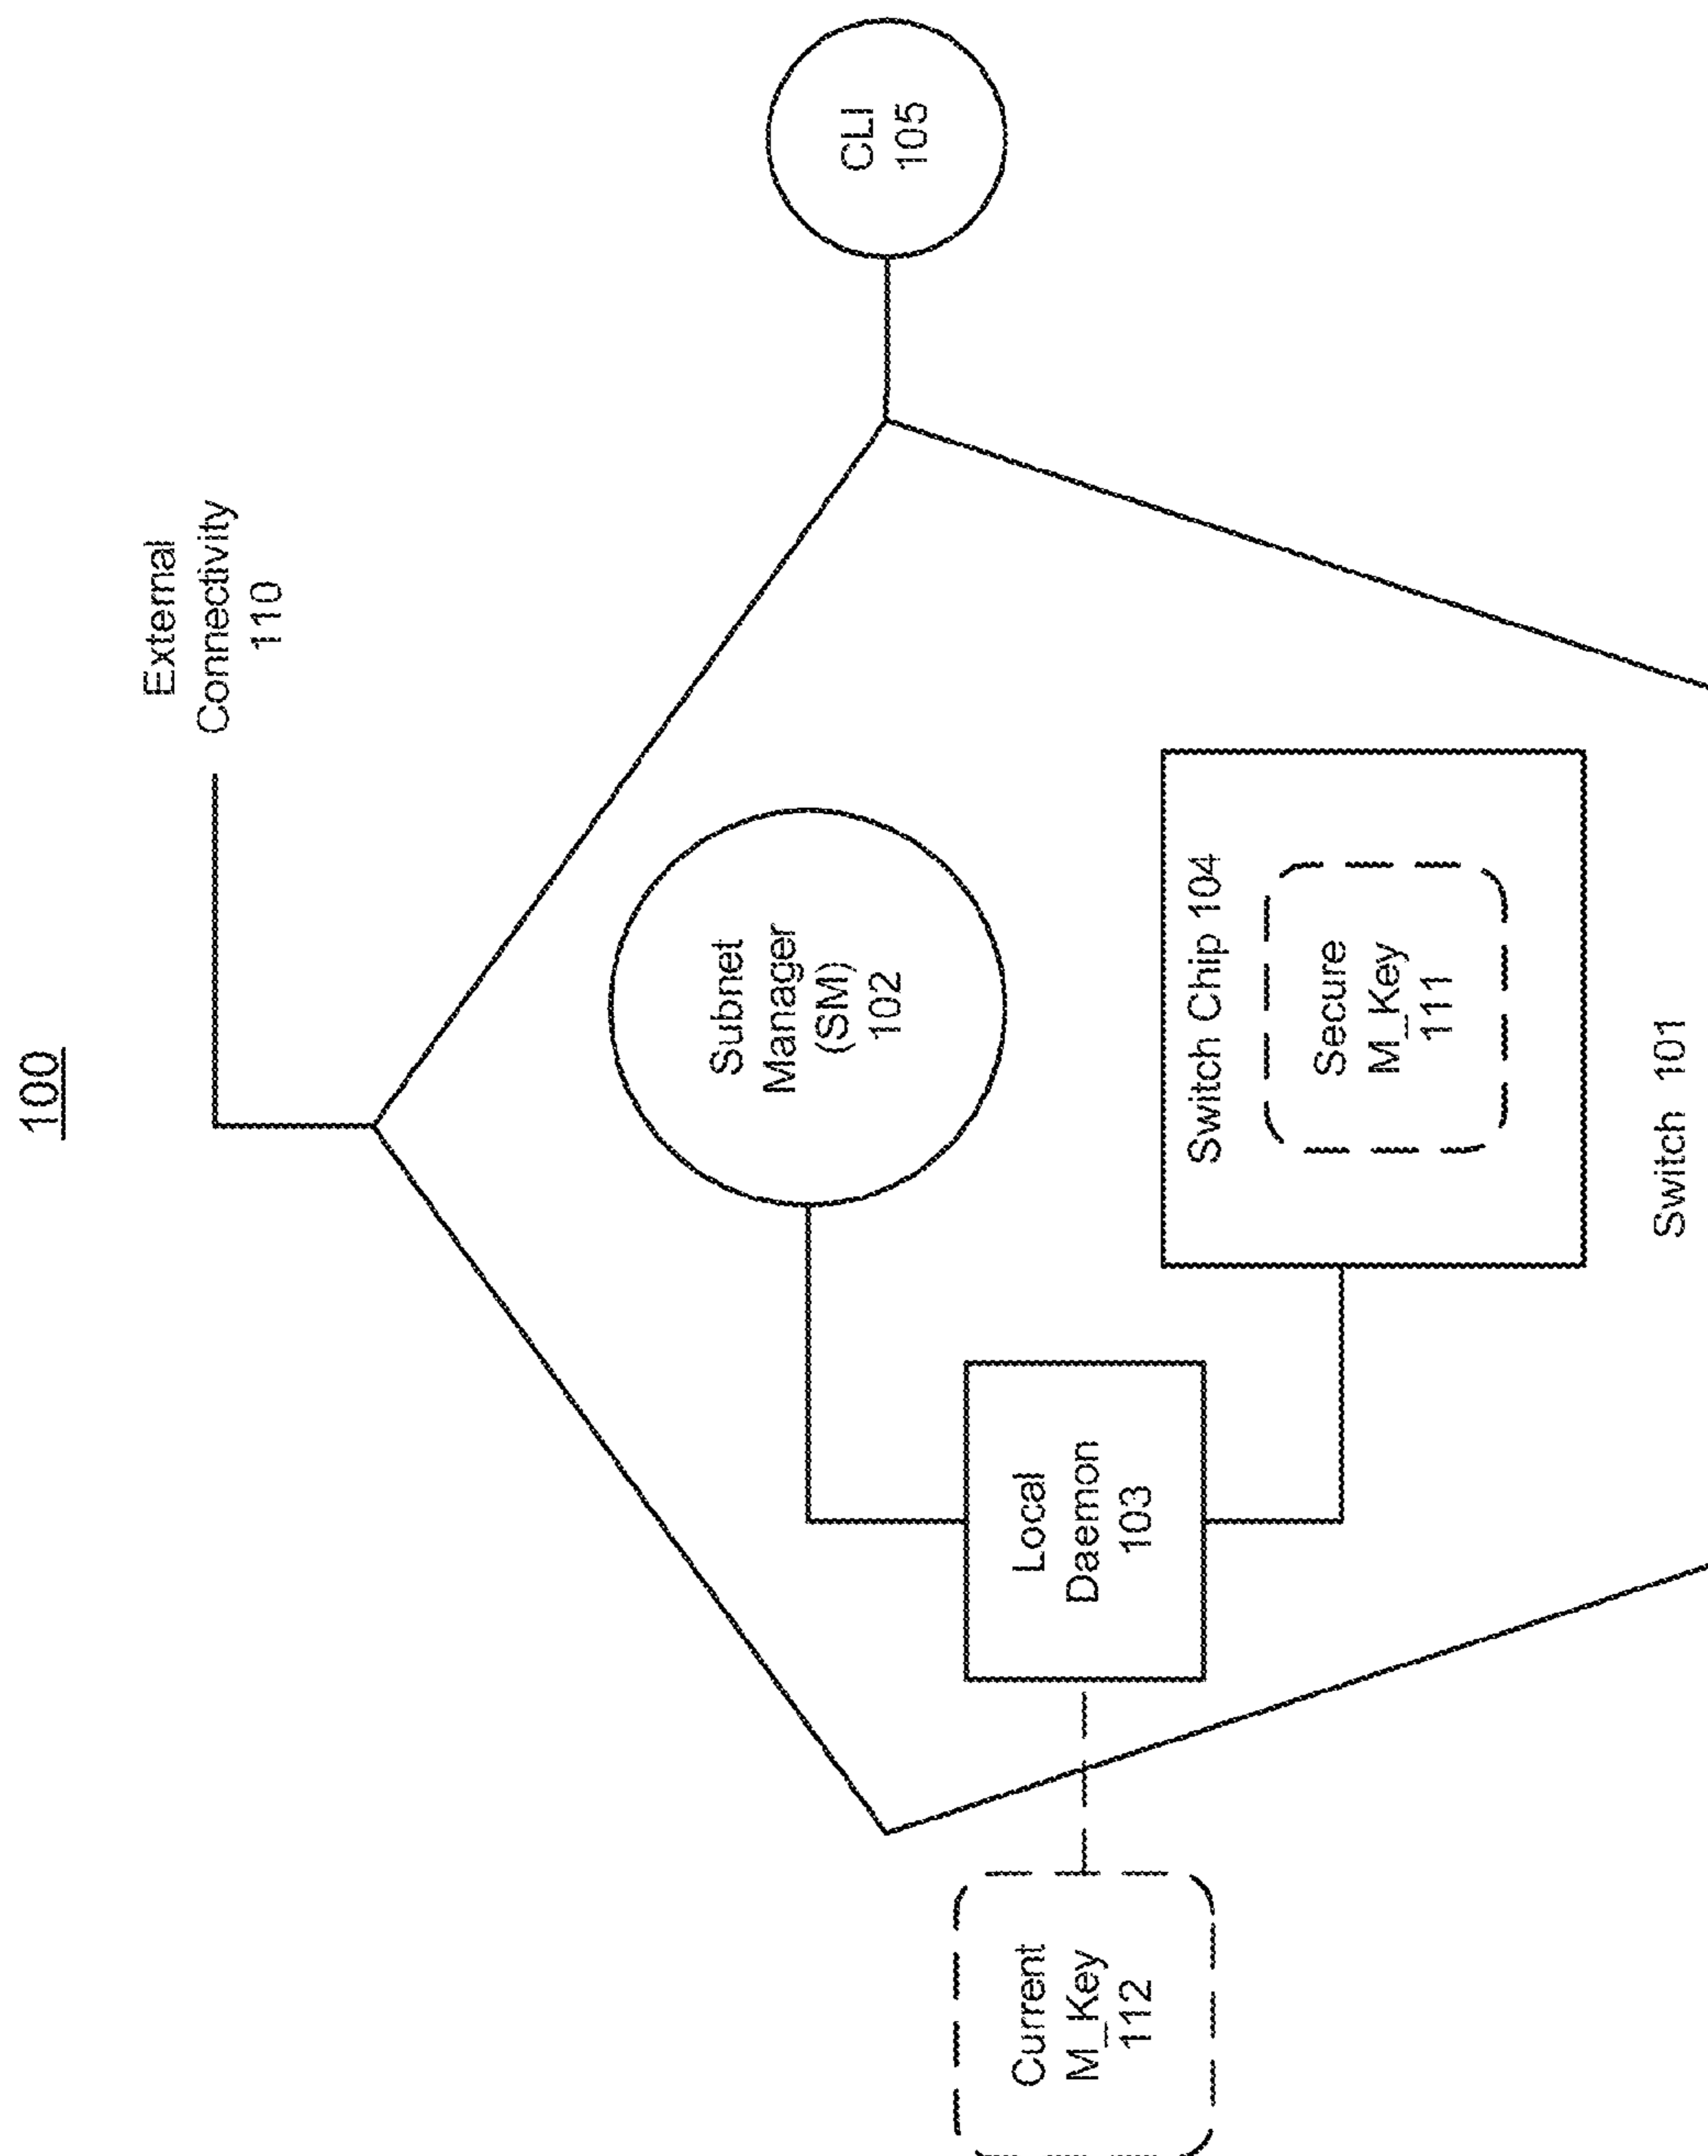 100
External
Connectivity
110
Subnet
Manager
(SM)
102
CLI
105
Current
M_Key
112
Local
Daemon
103
Switch Chip 104
Secure
M_Key
111
Switch 101